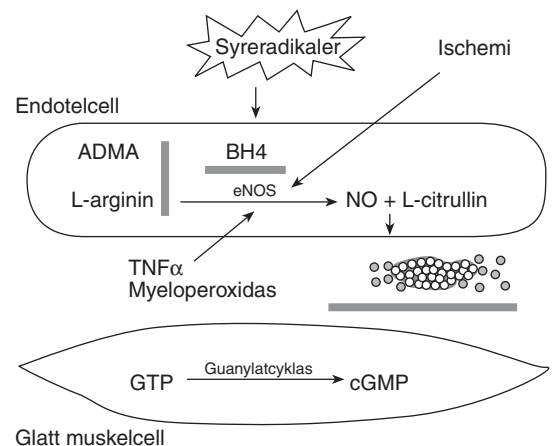 Syreradikaler
Ischemi
Endotelcell
ADMA
BH4
L-arginin
eNOS
NO + L-citrullin
TNFα
Myeloperoxidas
GTP
Guanylatcyklas
cGMP
Glatt muskelcell